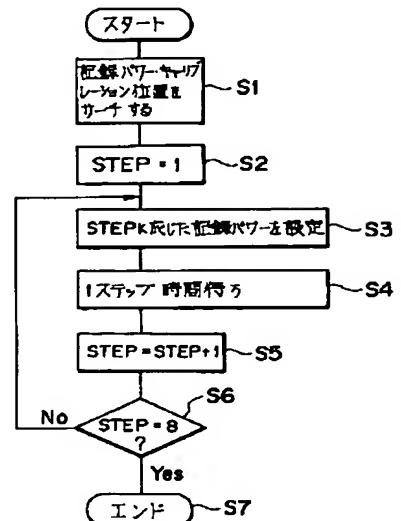 スタート
記録パワー・キャリブ
レーション位置を
サーチする
S1
STEP = 1
S2
STEPに応じた記録パワーを設定
S3
1ステップ時間待つ
S4
STEP=STEP+1
S5
S6
STEP = 8
?
No
Yes
エンド
S7